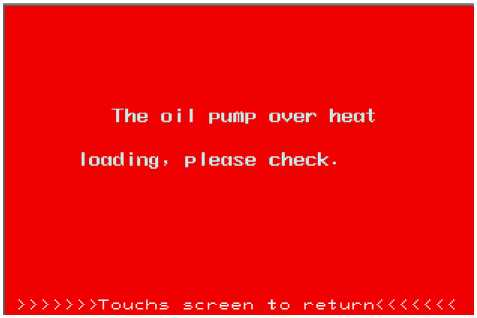 The oil pump over heat
loading, please check.
>>>>>>>Touchs screen to return<<<<<<<